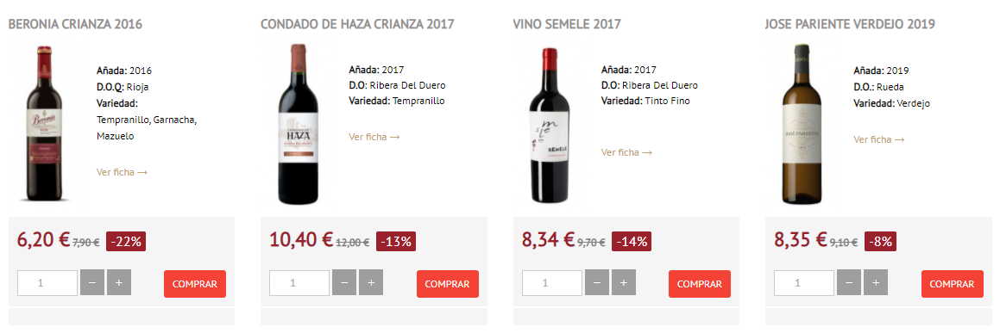 BERONIA CRIANZA 2016
Añada: 2016
D.O.Q: Rioja
Variedad:
Tempranillo, Garnacha,
Mazuelo
Ver ficha →
Beronia
6,20 € 7,90 € -22%
1 − +
COMPRAR
CONDADO DE HAZA CRIANZA 2017
Añada: 2017
D.O: Ribera Del Duero
Variedad: Tempranillo
Ver ficha →
CONDADO DE
HAZA
10,40 € 12,00 € -13%
1 − +
COMPRAR
VINO SEMELE 2017
Añada: 2017
D.O: Ribera Del Duero
Variedad: Tinto Fino
Ver ficha →
SEMELE
8,34 € 9,70 € -14%
1 − +
COMPRAR
JOSE PARIENTE VERDEJO 2019
Añada: 2019
D.O.: Rueda
Variedad: Verdejo
Ver ficha →
JOSÉ PARIENTE
8,35 € 9,10 € -8%
1 − +
COMPRAR